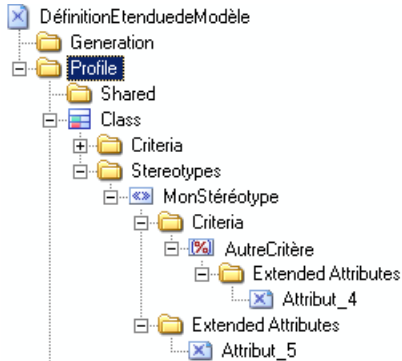 DéfinitionEtenduedeModèle
Generation
Profile
Shared
Class
Criteria
Stereotypes
MonStéréotype
Criteria
AutreCritère
Extended Attributes
Attribut_4
Extended Attributes
Attribut_5